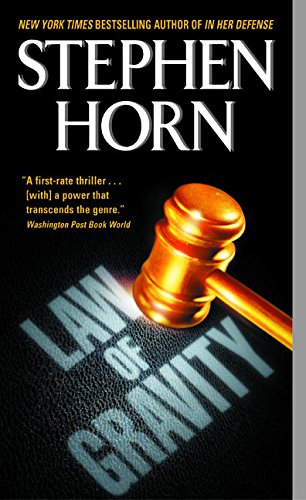 NEW YORK TIMES BESTSELLING AUTHOR OF IN HER DEFENSE
STEPHEN
HORN
"A first-rate thriller . . .
[with] a power that
transcends the genre."
Washington Post Book World
LAW
OF
GRAVITY